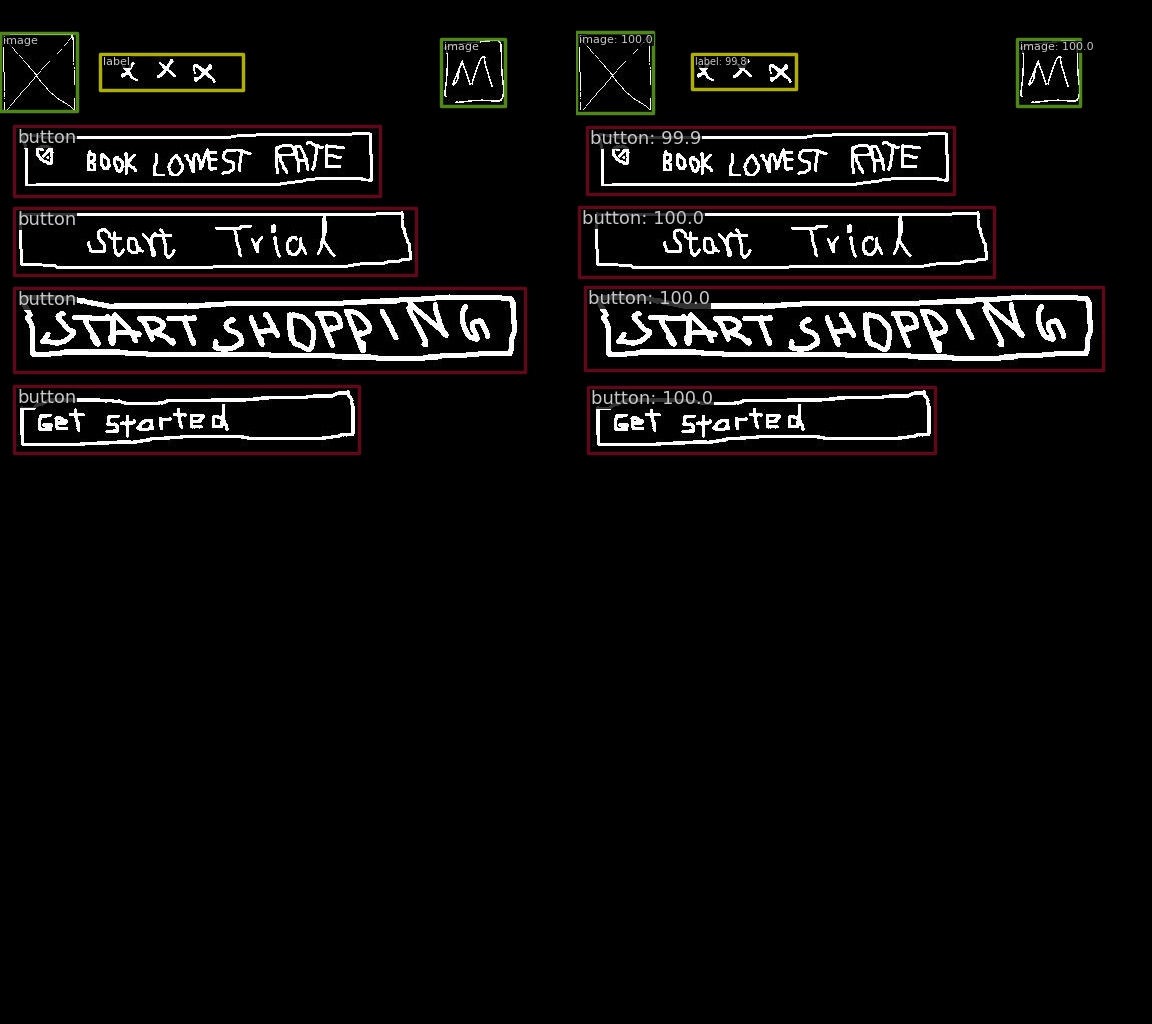 image image: 100.0
label x x x label: 99.8 x x x
image M image: 100.0 M
button button: 99.9
BOOK LOWEST RATE BOOK LOWEST RATE
button button: 100.0
Start Trial Start Trial
button button: 100.0
START SHOPPING START SHOPPING
button button: 100.0
Get Started Get Started